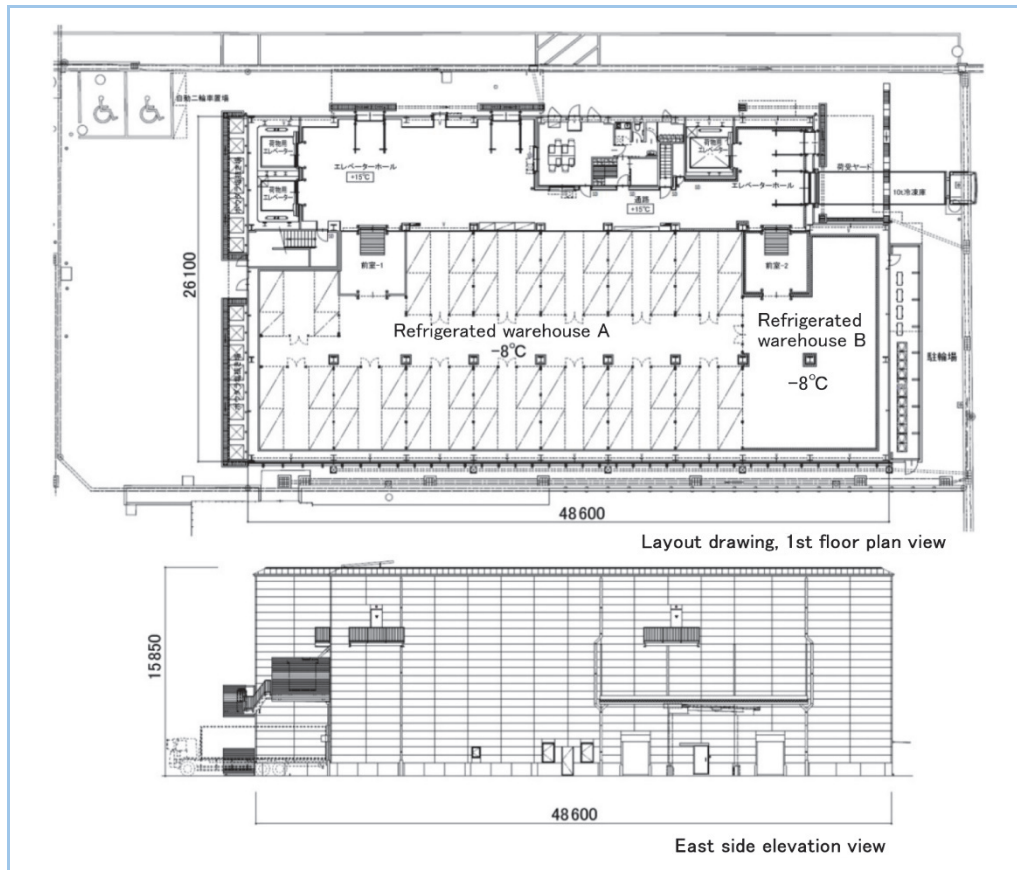 自動二輪車置場
荷物用
エレベーター
荷物用
エレベーター
エレベーターホール
+15℃
荷物用
エレベーター
エレベーターホール
荷受ヤード
10t冷凍庫
通路
+15℃
26100
前室-1
前室-2
Refrigerated warehouse A
-8℃
Refrigerated
warehouse B
-8℃
駐輪場
48600
Layout drawing, 1st floor plan view
15850
48600
East side elevation view